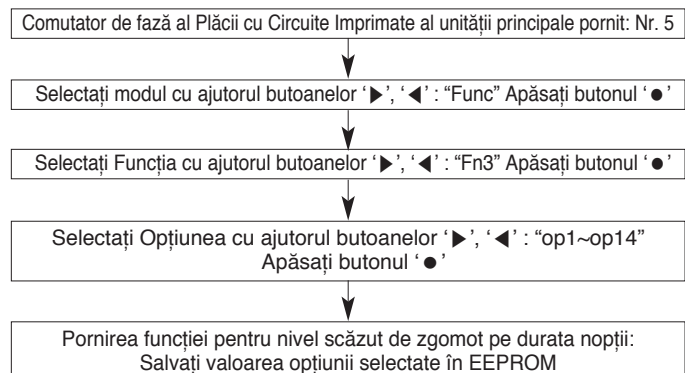 Comutator de fază al Plăcii cu Circuite Imprimate al unității principale pornit: Nr. 5
Selectați modul cu ajutorul butoanelor ‘▶’, ‘◀’ : “Func” Apăsați butonul ‘●’
Selectați Funcția cu ajutorul butoanelor ‘▶’, ‘◀’ : “Fn3” Apăsați butonul ‘●’
Selectați Opțiunea cu ajutorul butoanelor ‘▶’, ‘◀’ : “op1~op14”
Apăsați butonul ‘●’
Pornirea funcției pentru nivel scăzut de zgomot pe durata nopții:
Salvați valoarea opțiunii selectate în EEPROM